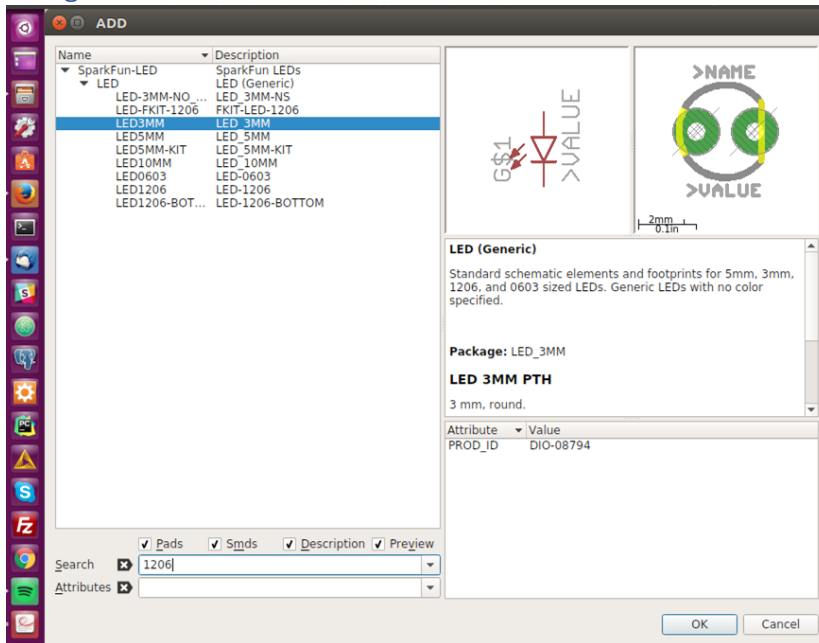 ADD
Name Description
SparkFun-LED SparkFun LEDs
LED LED (Generic)
LED-3MM-NO_... LED_3MM-NS
LED-FKIT-1206 FKIT-LED-1206
LED3MM LED_3MM
LED5MM LED_5MM
LED5MM-KIT LED_5MM-KIT
LED10MM LED_10MM
LED0603 LED-0603
LED1206 LED-1206
LED1206-BOT... LED-1206-BOTTOM
G$1
>VALUE
>NAME
>VALUE
2mm
0.1in
LED (Generic)
Standard schematic elements and footprints for 5mm, 3mm,
1206, and 0603 sized LEDs. Generic LEDs with no color
specified.
Package: LED_3MM
LED 3MM PTH
3 mm, round.
Attribute Value
PROD_ID DIO-08794
Pads Smds Description Preview
Search 1206
Attributes
OK Cancel
S
PC
S
Fz